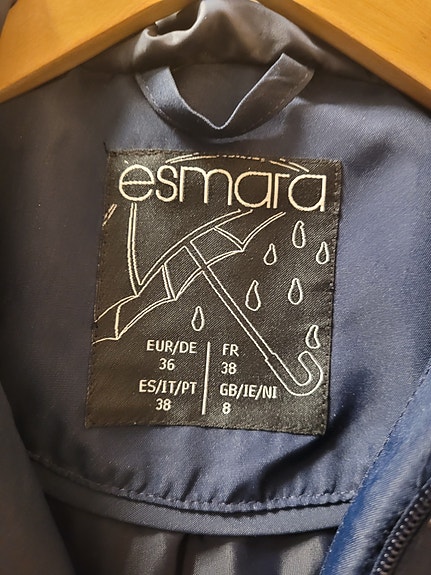 esmara
EUR/DE FR
36 38
ES/IT/PT GB/IE/NI
38 8